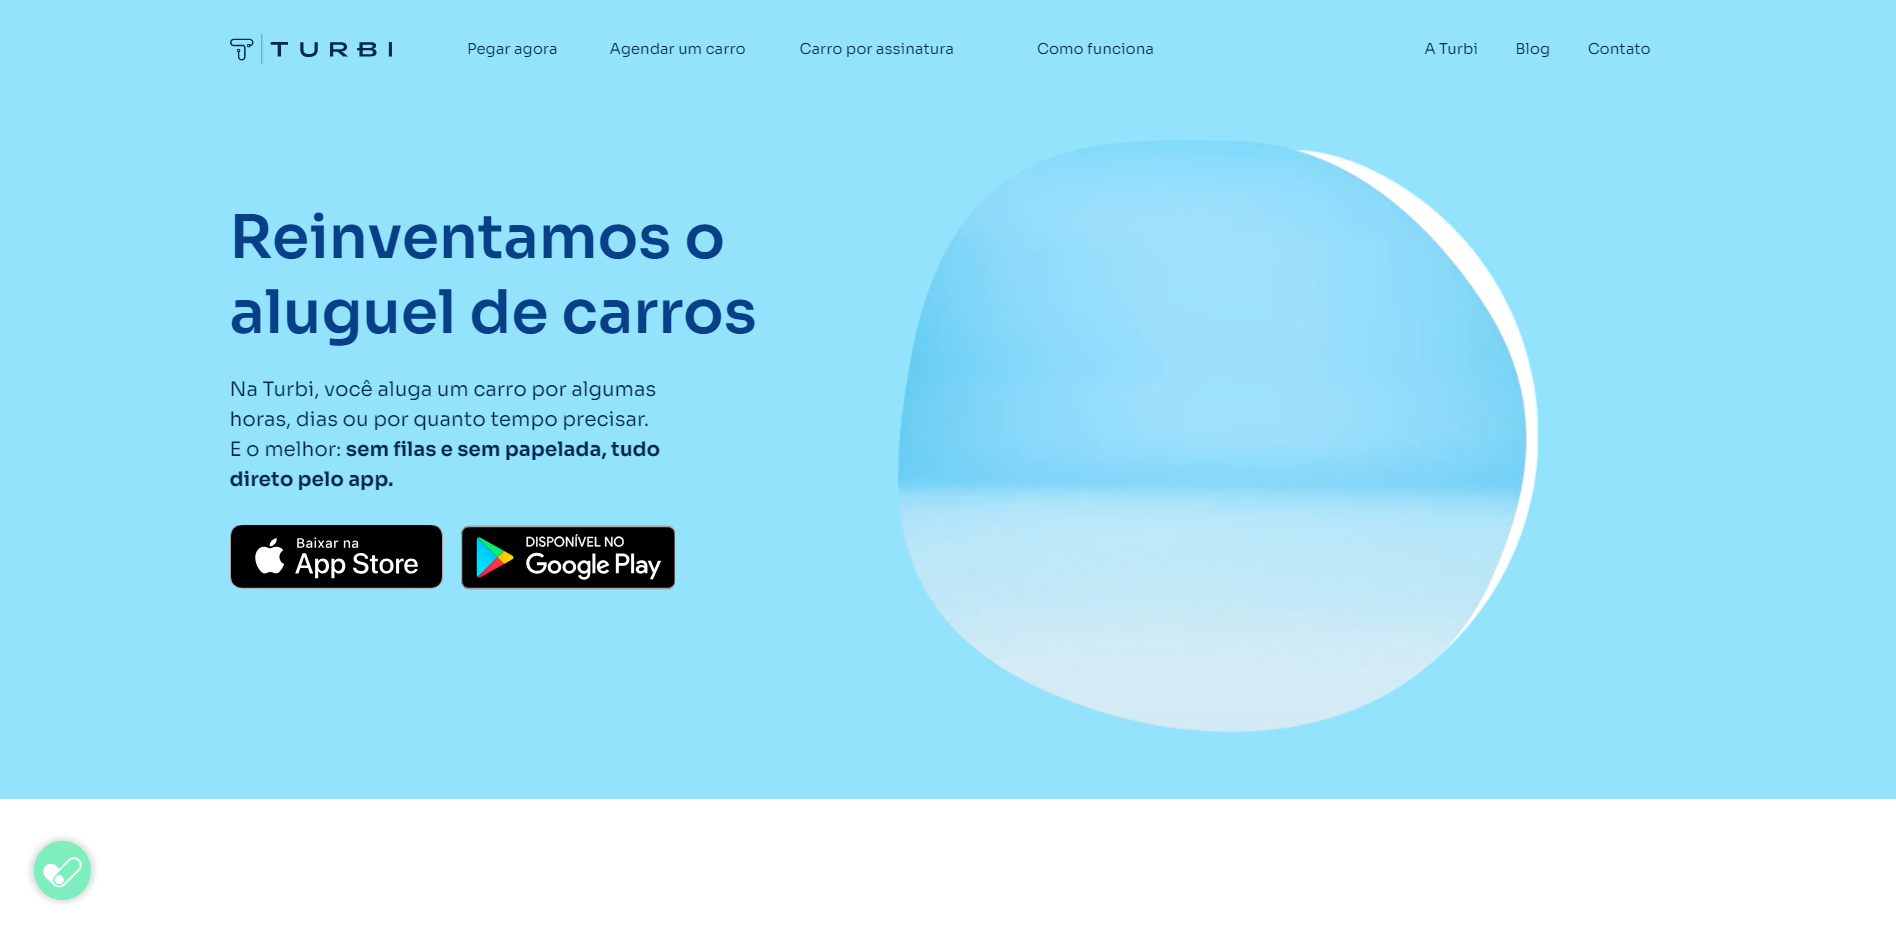 TURBI
Pegar agora
Agendar um carro
Carro por assinatura
Como funciona
A Turbi
Blog
Contato
Reinventamos o
aluguel de carros
Na Turbi, você aluga um carro por algumas
horas, dias ou por quanto tempo precisar.
E o melhor: sem filas e sem papelada, tudo
direto pelo app.
Baixar na
App Store
DISPONÍVEL NO
Google Play